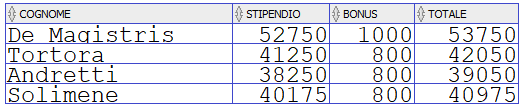 COGNOME STIPENDIO BONUS TOTALE
De Magistris 52750 1000 53750
Tortora 41250 800 42050
Andretti 38250 800 39050
Solimene 40175 800 40975